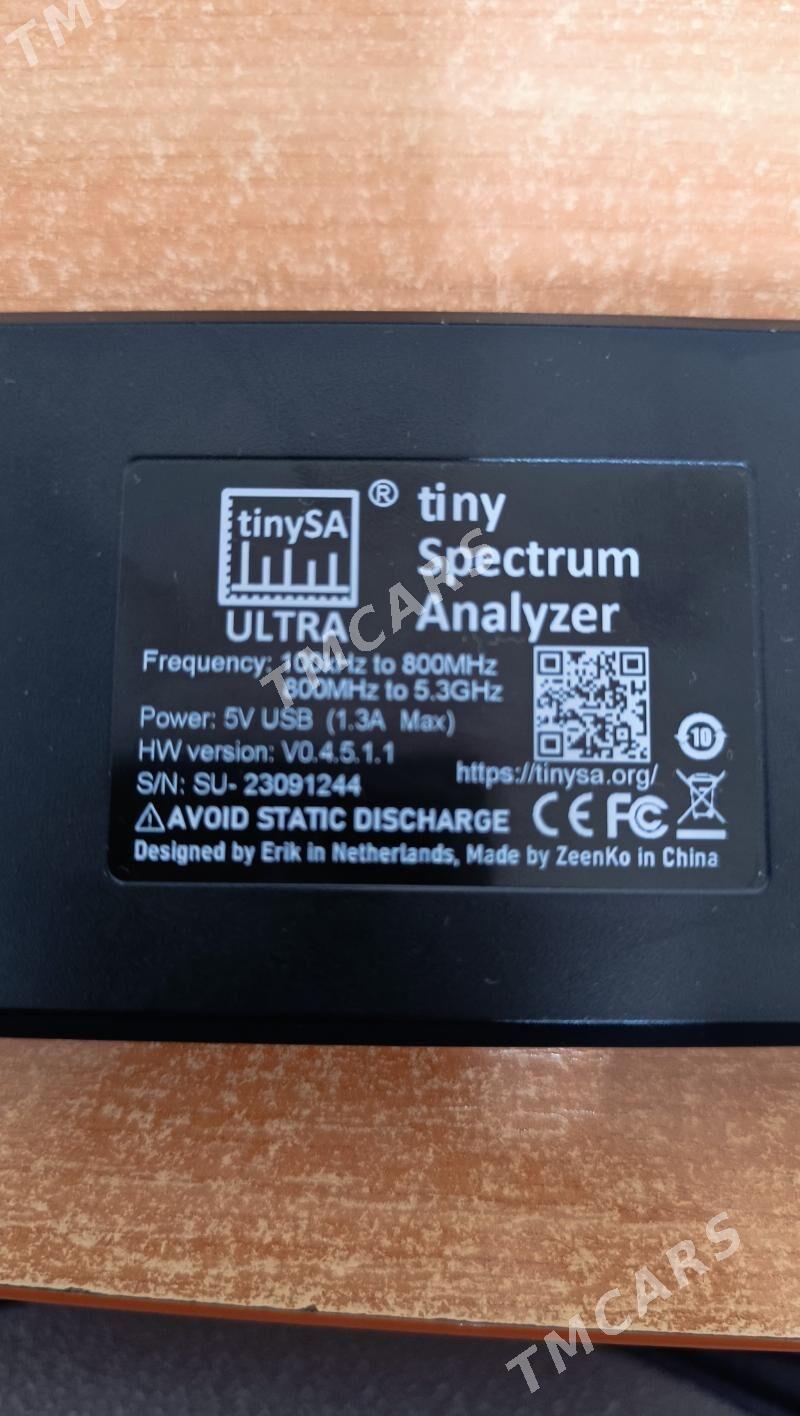 TMCARS
tinySA ®
ULTRA
tiny
Spectrum
Analyzer
Frequency: 100kHz to 800MHz
800MHz to 5.3GHz
Power: 5V USB (1.3A Max)
HW version: V0.4.5.1.1
S/N: SU- 23091244
https://tinysa.org/
10
AVOID STATIC DISCHARGE
CE FC
Designed by Erik in Netherlands, Made by ZeenKo in China
TMCARS
TMCARS